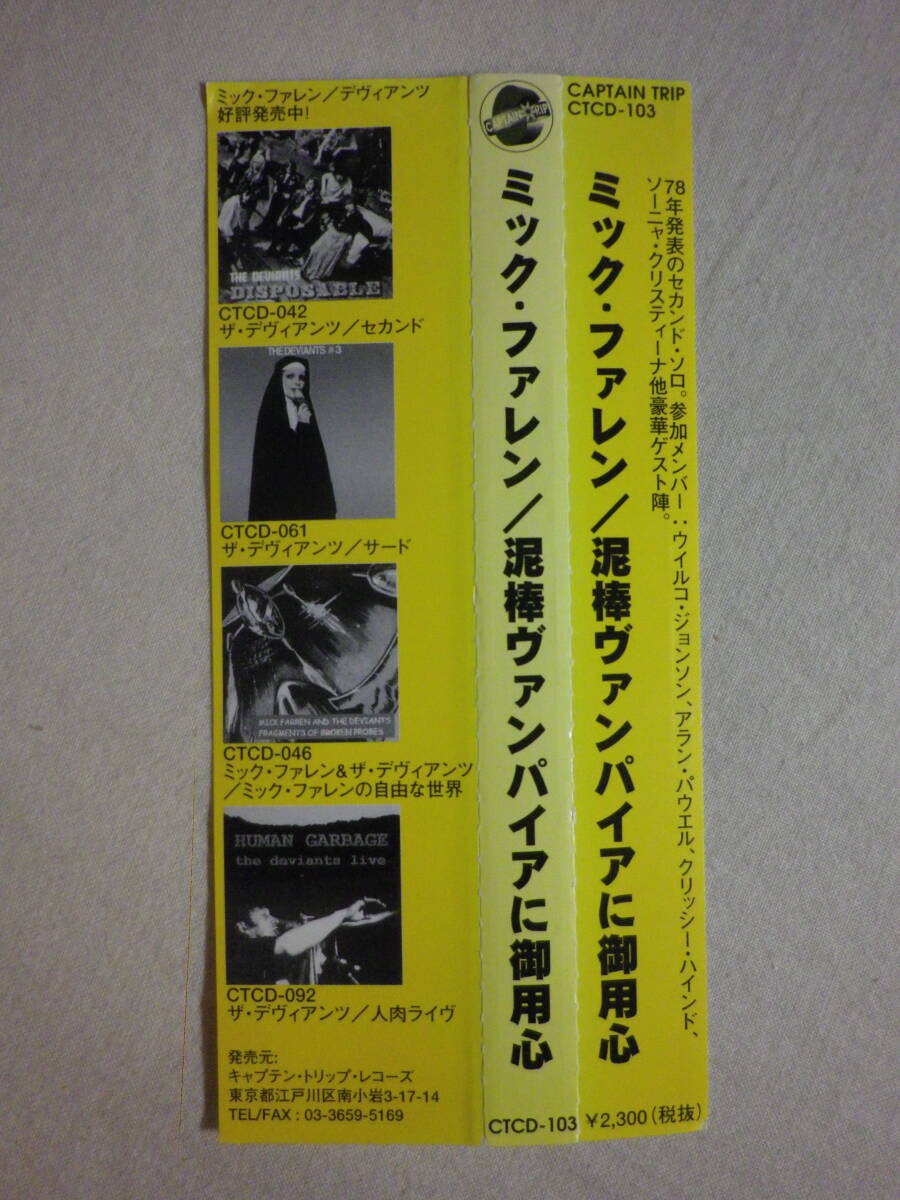 ミック・ファレン／デヴィアンツ
好評発売中!
THE DEVIANTS
DISPOSABLE
CTCD-042
ザ・デヴィアンツ／セカンド
THE DEVIANTS #3
CTCD-061
ザ・デヴィアンツ／サード
MICK FARREN AND THE DEVIANTS
FRAGMENTS OF BROKEN PROBES
CTCD-046
ミック・ファレン&ザ・デヴィアンツ
／ミック・ファレンの自由な世界
HUMAN GARBAGE
the deviants live
CTCD-092
ザ・デヴィアンツ／人肉ライヴ
発売元:
キャプテン・トリップ・レコーズ
東京都江戸川区南小岩3-17-14
TEL/FAX : 03-3659-5169
CAPTAIN TRIP
ミック・ファレン／泥棒ヴァンパイアに御用心
CTCD-103
CAPTAIN TRIP
CTCD-103
78年発表のセカンド・ソロ。参加メンバー:ウイルコ・ジョンソン、アラン・パウエル、クリッシー・ハインド、
ソーニャ・クリスティーナ他豪華ゲスト陣。
ミック・ファレン／泥棒ヴァンパイアに御用心
¥2,300(税抜)